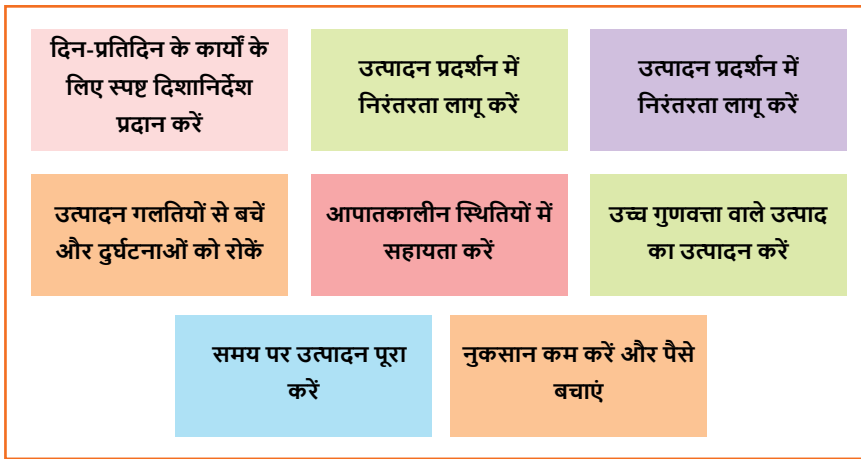 दिन-प्रतिदिन के कार्यों के
लिए स्पष्ट दिशानिर्देश
प्रदान करें
उत्पादन प्रदर्शन में
निरंतरता लागू करें
उत्पादन प्रदर्शन में
निरंतरता लागू करें
उत्पादन गलतियों से बचें
और दुर्घटनाओं को रोकें
आपातकालीन स्थितियों में
सहायता करें
उच्च गुणवत्ता वाले उत्पाद
का उत्पादन करें
समय पर उत्पादन पूरा
करें
नुकसान कम करें और पैसे
बचाएं